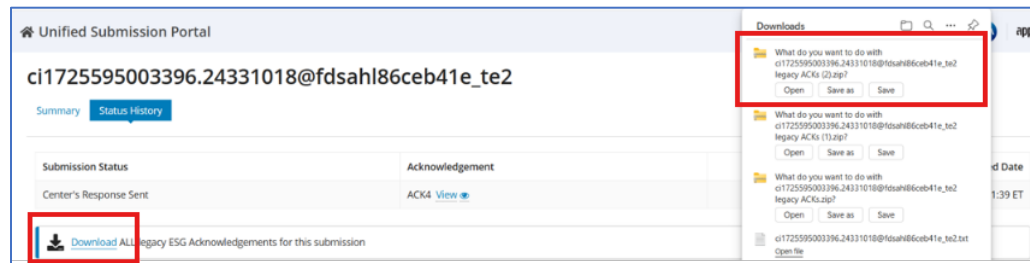 Unified Submission Portal
ci1725595003396.24331018@fdsahl86ceb41e_te2
Summary
Status History
Submission Status
Acknowledgement
d Date
Center's Response Sent
ACK4 View
1:39 ET
Download ALL legacy ESG Acknowledgements for this submission
Downloads
app
What do you want to do with
ci1725595003396.24331018@fdsahl86ceb41e_te2
legacy ACKs (2).zip?
Open Save as Save
What do you want to do with
ci1725595003396.24331018@fdsahl86ceb41e_te2
legacy ACKs (1).zip?
Open Save as Save
What do you want to do with
ci1725595003396.24331018@fdsahl86ceb41e_te2
legacy ACKs.zip?
Open Save as Save
ci1725595003396.24331018@fdsahl86ceb41e_te2.txt
Open file